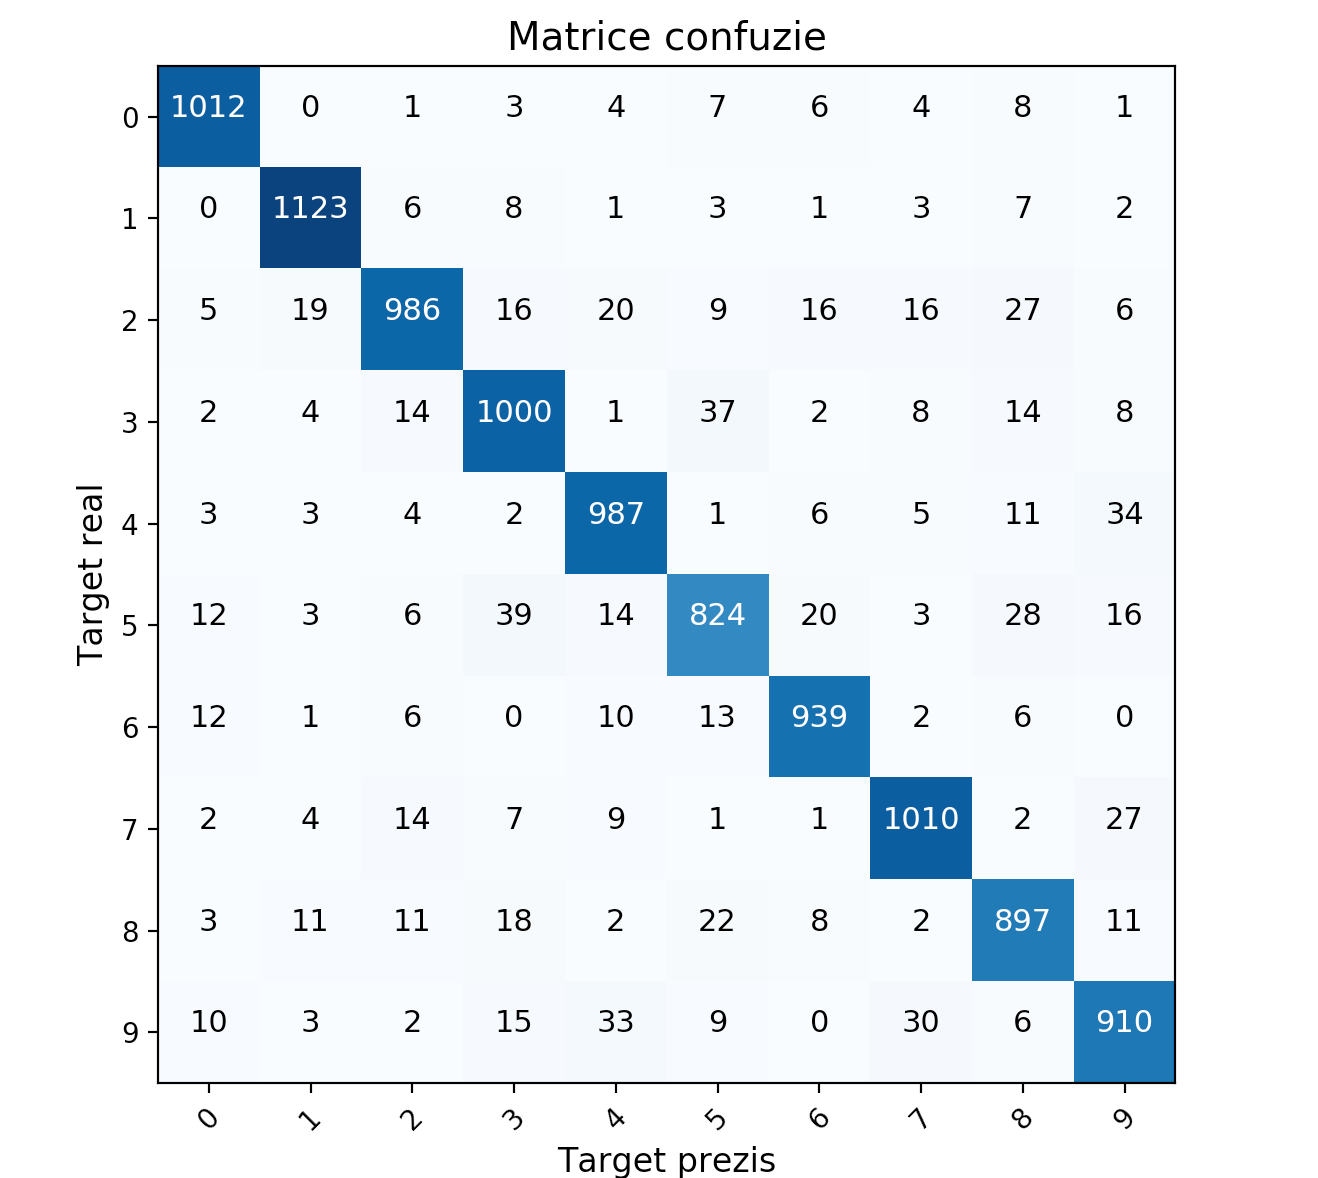 Matrice confuzie
0 1012 0 1 3 4 7 6 4 8 1
1 0 1123 6 8 1 3 1 3 7 2
2 5 19 986 16 20 9 16 16 27 6
3 2 4 14 1000 1 37 2 8 14 8
4 3 3 4 2 987 1 6 5 11 34
5 12 3 6 39 14 824 20 3 28 16
6 12 1 6 0 10 13 939 2 6 0
7 2 4 14 7 9 1 1 1010 2 27
8 3 11 11 18 2 22 8 2 897 11
9 10 3 2 15 33 9 0 30 6 910
0 1 2 3 4 5 6 7 8 9
Target real
Target prezis